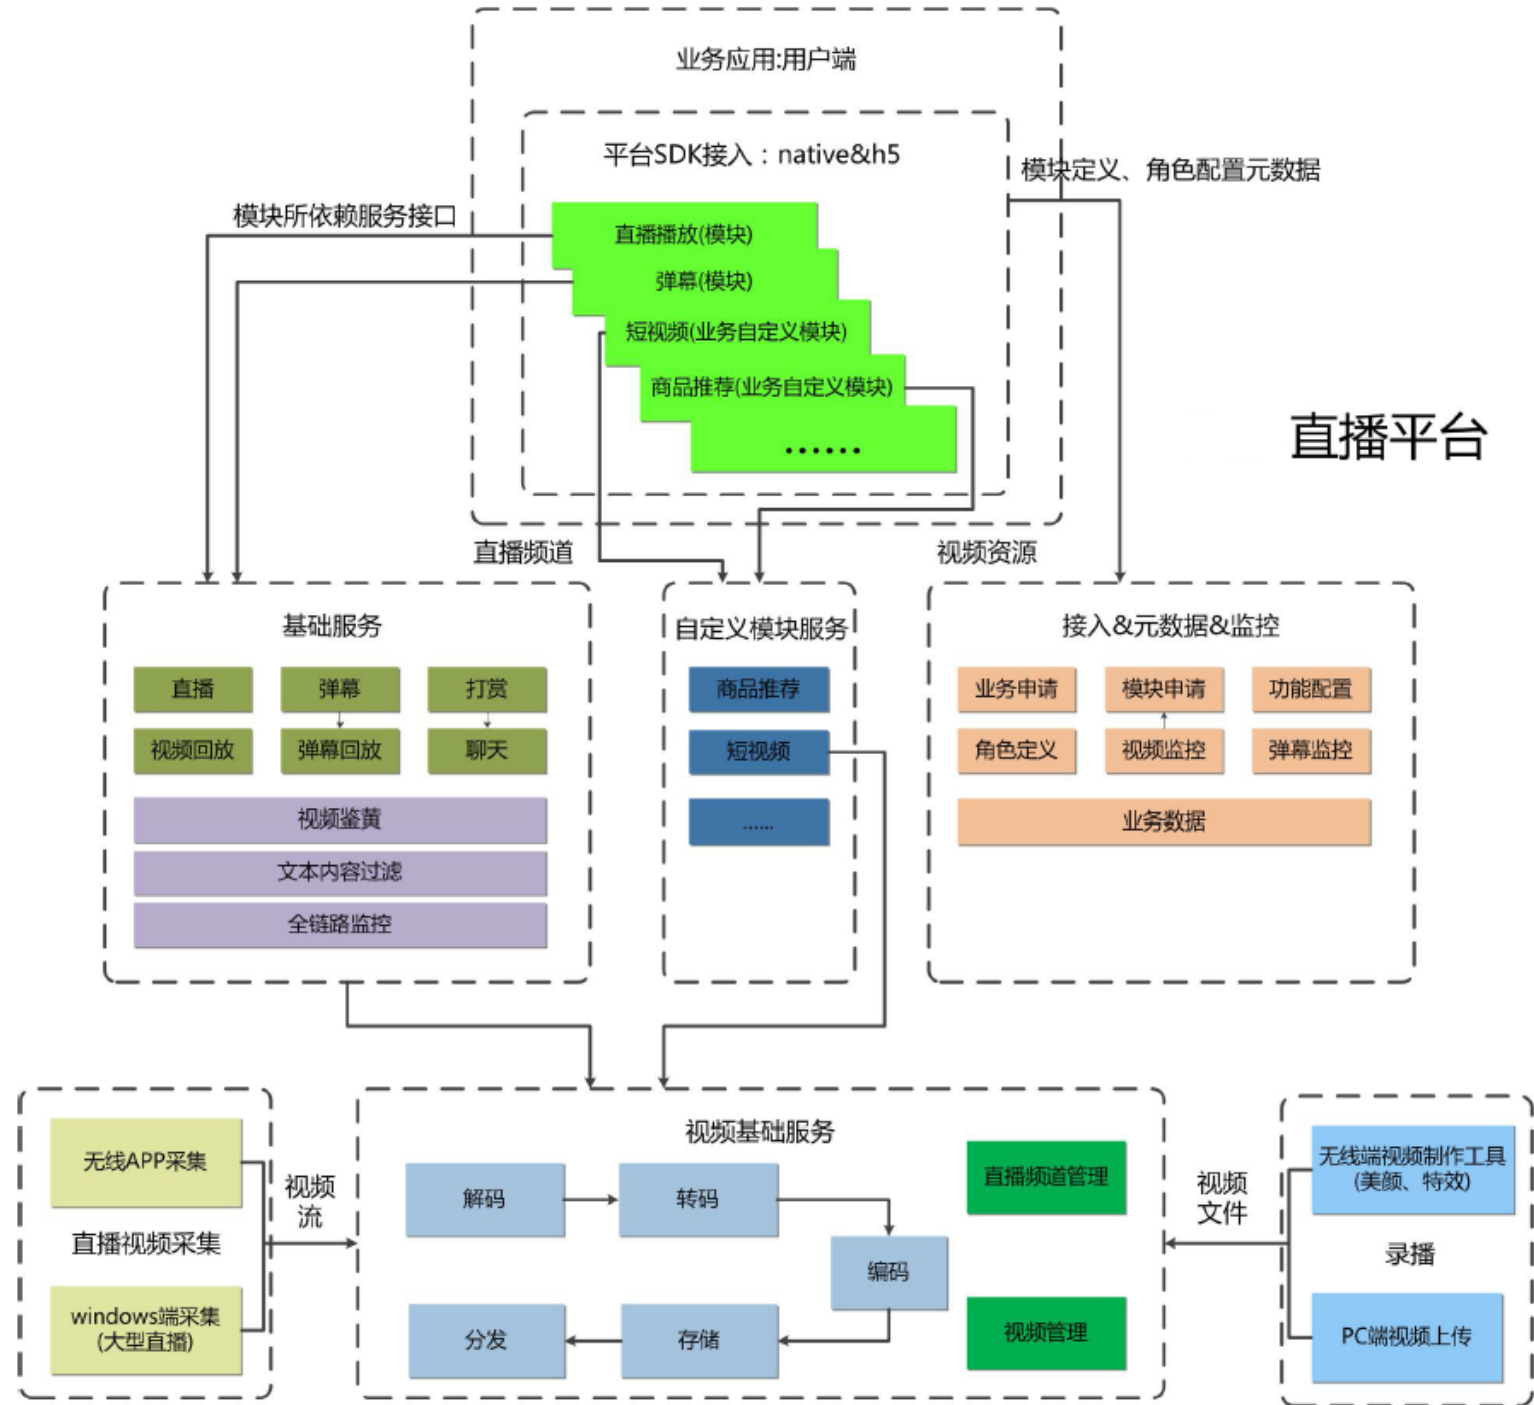 业务应用:用户端
平台SDK接入：native&h5
模块定义、角色配置元数据
模块所依赖服务接口
直播播放(模块)
弹幕(模块)
短视频(业务自定义模块)
商品推荐(业务自定义模块)
......
直播平台
直播频道
视频资源
基础服务
直播
弹幕
打赏
视频回放
弹幕回放
聊天
视频鉴黄
文本内容过滤
全链路监控
自定义模块服务
商品推荐
短视频
......
接入&元数据&监控
业务申请
模块申请
功能配置
角色定义
视频监控
弹幕监控
业务数据
无线APP采集
直播视频采集
windows端采集
(大型直播)
视频
流
视频基础服务
解码
转码
编码
分发
存储
直播频道管理
视频管理
视频
文件
无线端视频制作工具
(美颜、特效)
录播
PC端视频上传